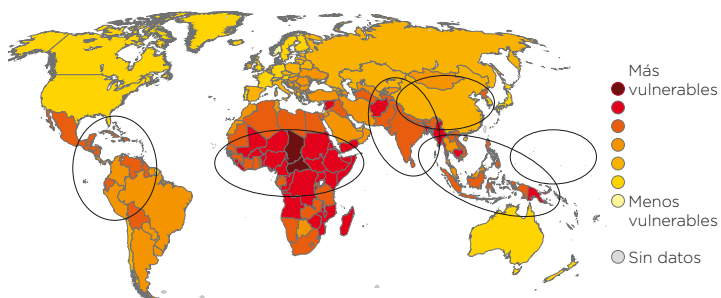 Más
vulnerables
Menos
vulnerables
Sin datos